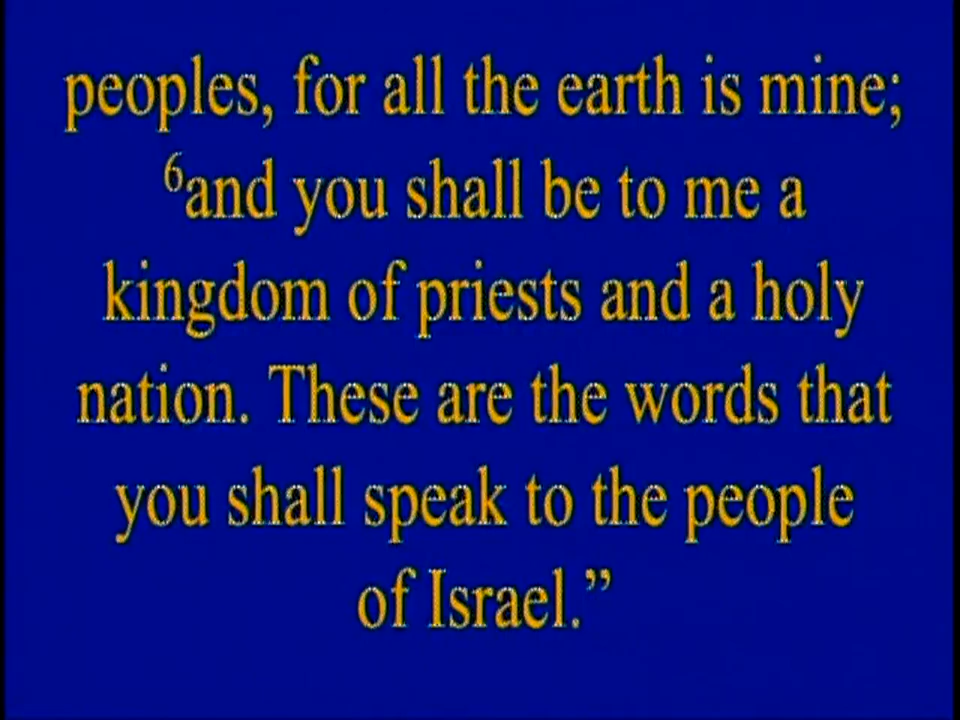 peoples, for all the earth is mine;
⁶and you shall be to me a
kingdom of priests and a holy
nation. These are the words that
you shall speak to the people
of Israel.”